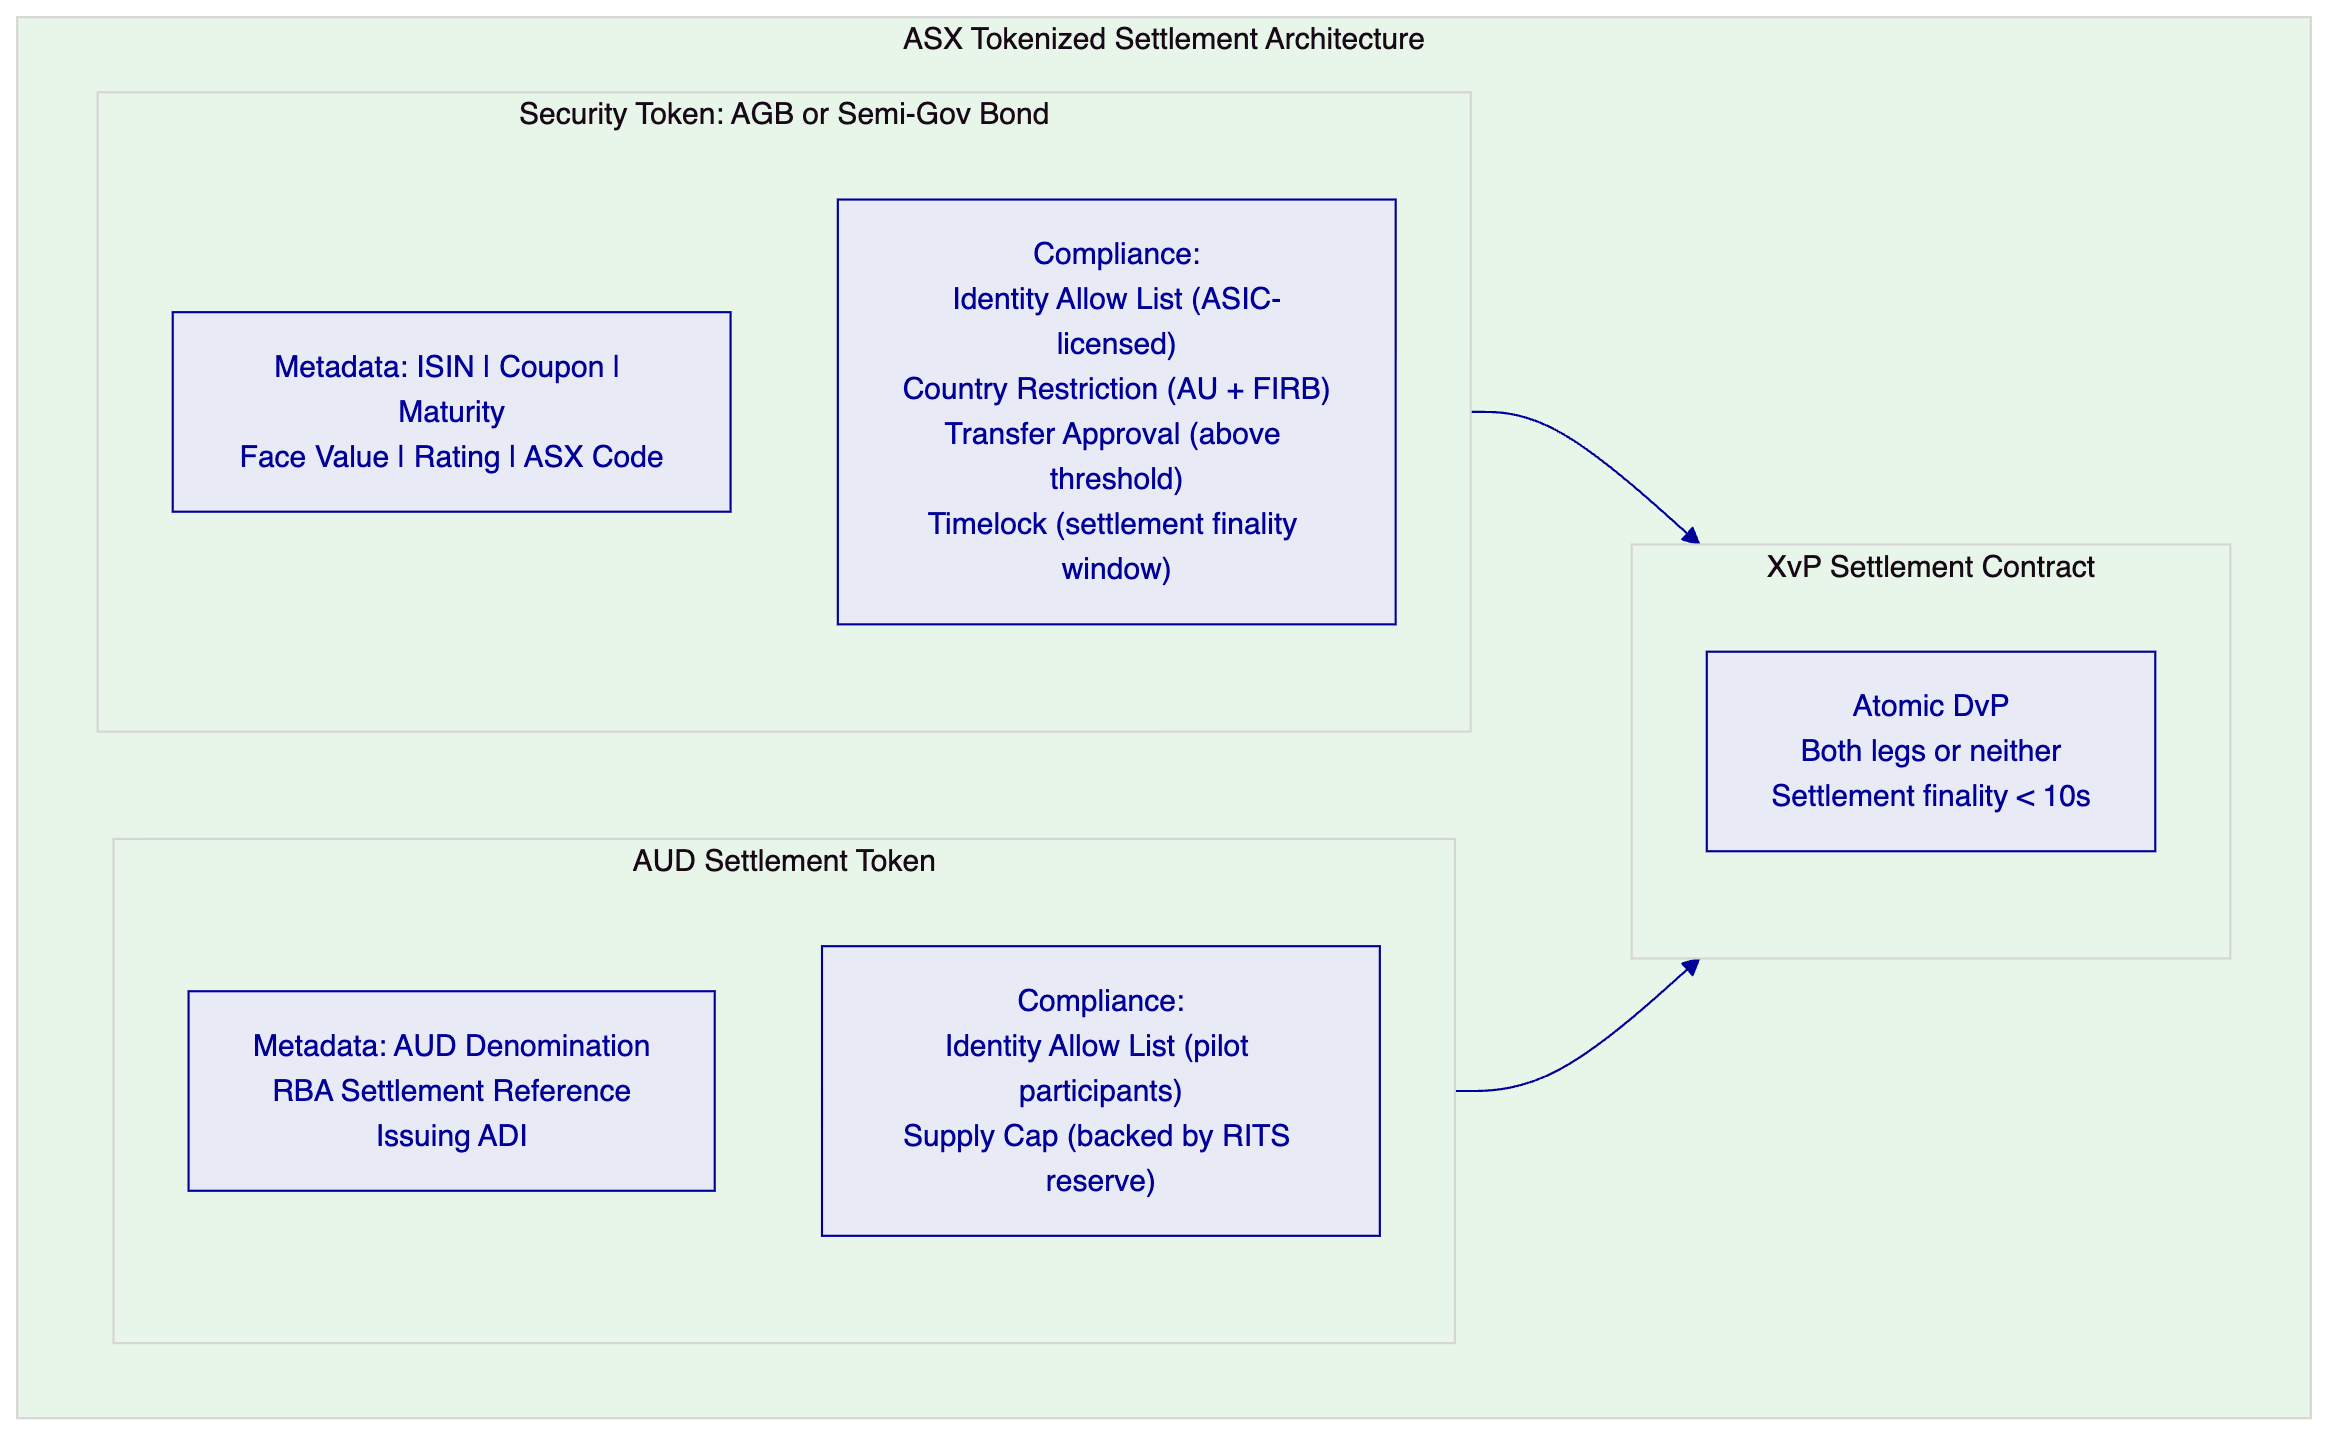 ASX Tokenized Settlement Architecture
Security Token: AGB or Semi-Gov Bond
Metadata: ISIN | Coupon |
Maturity
Face Value | Rating | ASX Code
Compliance:
Identity Allow List (ASIC-
licensed)
Country Restriction (AU + FIRB)
Transfer Approval (above
threshold)
Timelock (settlement finality
window)
XvP Settlement Contract
Atomic DvP
Both legs or neither
Settlement finality < 10s
AUD Settlement Token
Metadata: AUD Denomination
RBA Settlement Reference
Issuing ADI
Compliance:
Identity Allow List (pilot
participants)
Supply Cap (backed by RITS
reserve)